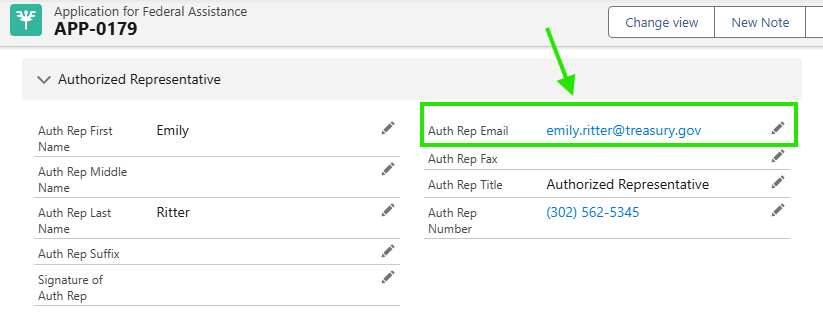 Application for Federal Assistance
APP-0179
Change view
New Note
Authorized Representative
Auth Rep First
Name
Emily
Auth Rep Middle
Name
Auth Rep Last
Name
Ritter
Auth Rep Suffix
Signature of
Auth Rep
Auth Rep Email
emily.ritter@treasury.gov
Auth Rep Fax
Auth Rep Title
Authorized Representative
Auth Rep
Number
(302) 562-5345